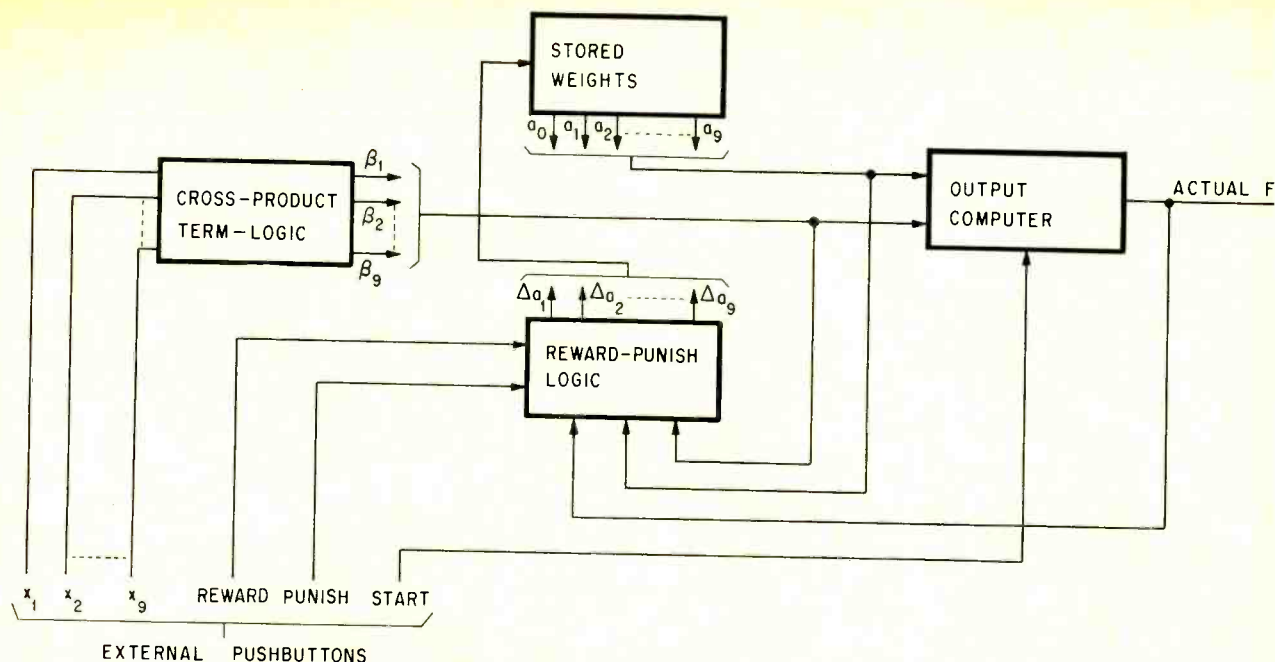 STORED
WEIGHTS
a0 a1 a2 a9
β1
CROSS-PRODUCT
TERM-LOGIC
β2
β9
OUTPUT
COMPUTER
ACTUAL F
Δa1 Δa2 Δa9
REWARD-PUNISH
LOGIC
x1 x2 x9 REWARD PUNISH START
EXTERNAL PUSHBUTTONS